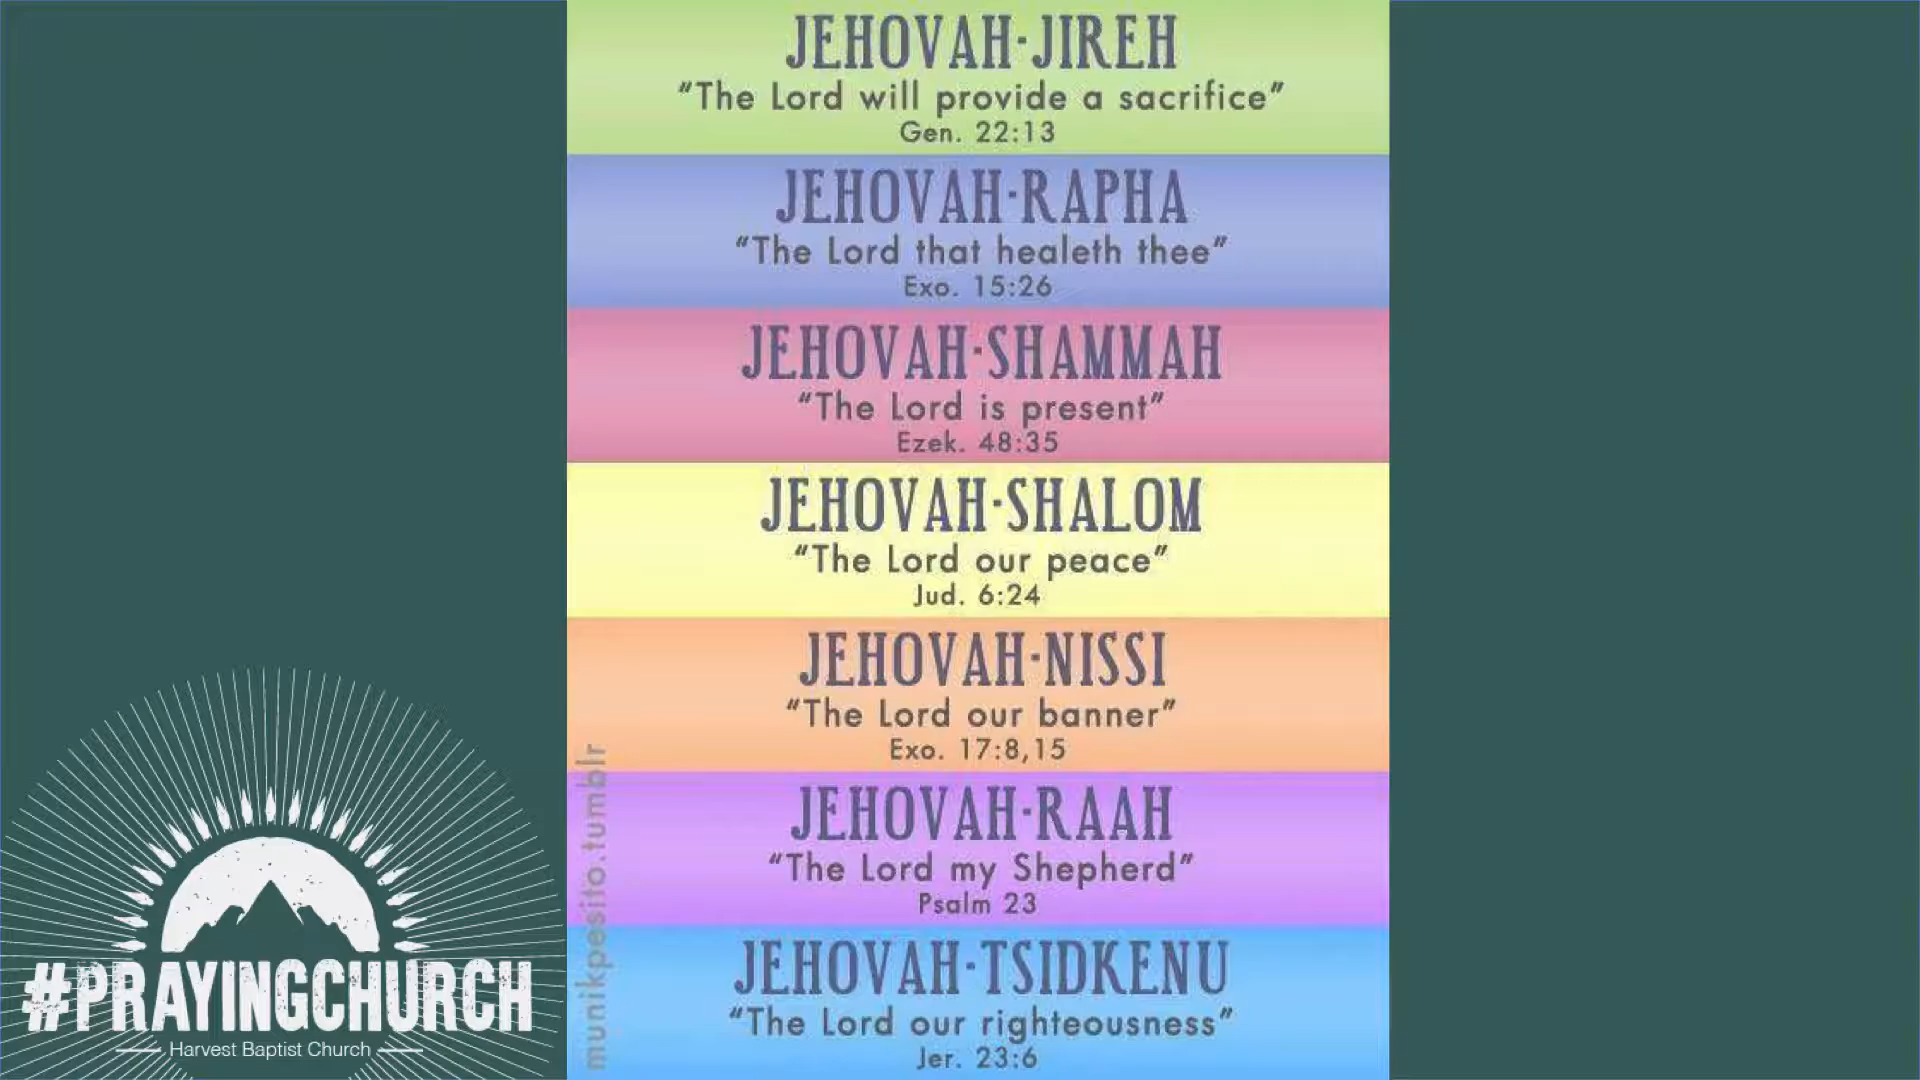 JEHOVAH·JIREH
“The Lord will provide a sacrifice”
Gen. 22:13
JEHOVAH·RAPHA
“The Lord that healeth thee”
Exo. 15:26
JEHOVAH·SHAMMAH
“The Lord is present”
Ezek. 48:35
JEHOVAH·SHALOM
“The Lord our peace”
Jud. 6:24
JEHOVAH·NISSI
“The Lord our banner”
Exo. 17:8,15
JEHOVAH·RAAH
“The Lord my Shepherd”
Psalm 23
JEHOVAH·TSIDKENU
“The Lord our righteousness”
Jer. 23:6
munikpesito.tumblr
#PRAYINGCHURCH
Harvest Baptist Church